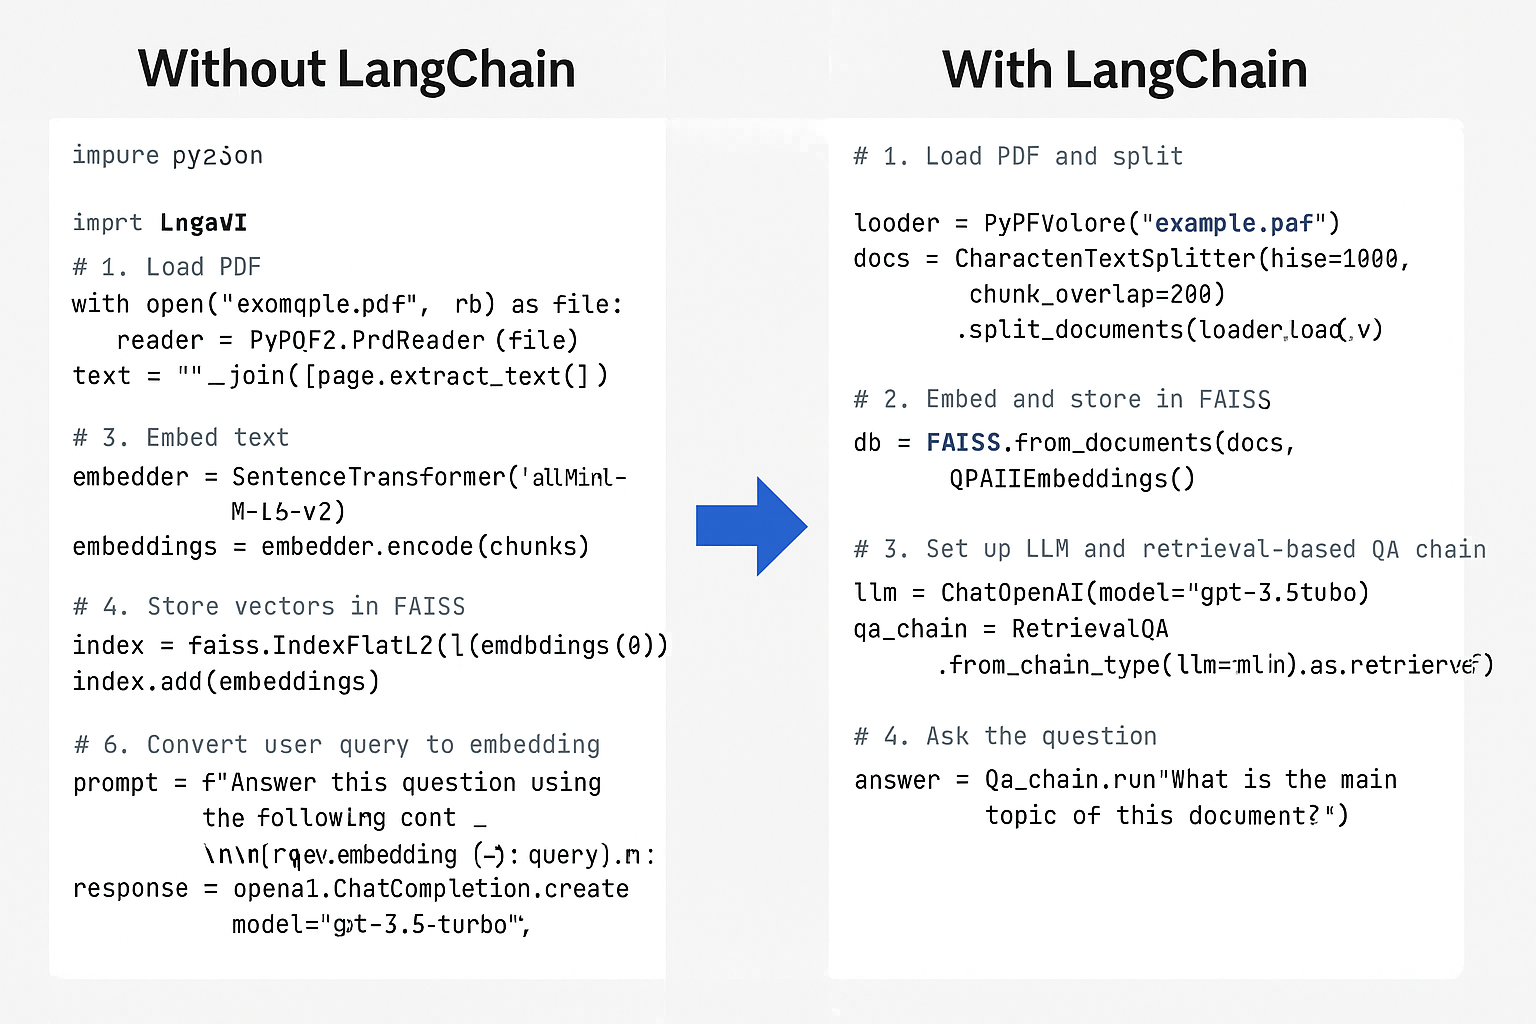 Without LangChain
impure py23on
imprt LngaVI
# 1. Load PDF
with open("exomqple.pdf", rb) as file:
reader = PyPQF2.PrdReader (file)
text = ""_join([page.extract_text(])
# 3. Embed text
embedder = SentenceTransformer('allMinl-
M-L6-v2)
embeddings = embedder.encode(chunks)
# 4. Store vectors in FAISS
index = faiss.IndexFlatL2(l(emdbdings(0))
index.add(embeddings)
# 6. Convert user query to embedding
prompt = f"Answer this question using
the following cont _
query)
response = opena1.ChatCompletion.create
model="gpt-3.5-turbo",
With LangChain
# 1. Load PDF and split
looder = PyPFVolore("example.paf")
docs = CharactenTextSplitter(hise=1000,
chunk_overlap=200)
.split_documents(loader.load(,v)
# 2. Embed and store in FAISS
db = FAISS.from_documents(docs,
QPAIIEmbeddings()
# 3. Set up LLM and retrieval-based QA chain
llm = ChatOpenAI(model="gpt-3.5tubo)
qa_chain = RetrievalQA
.from_chain_type(llm=mlin).as.retrierver)
# 4. Ask the question
answer = Qa_chain.run"What is the main
topic of this document?")